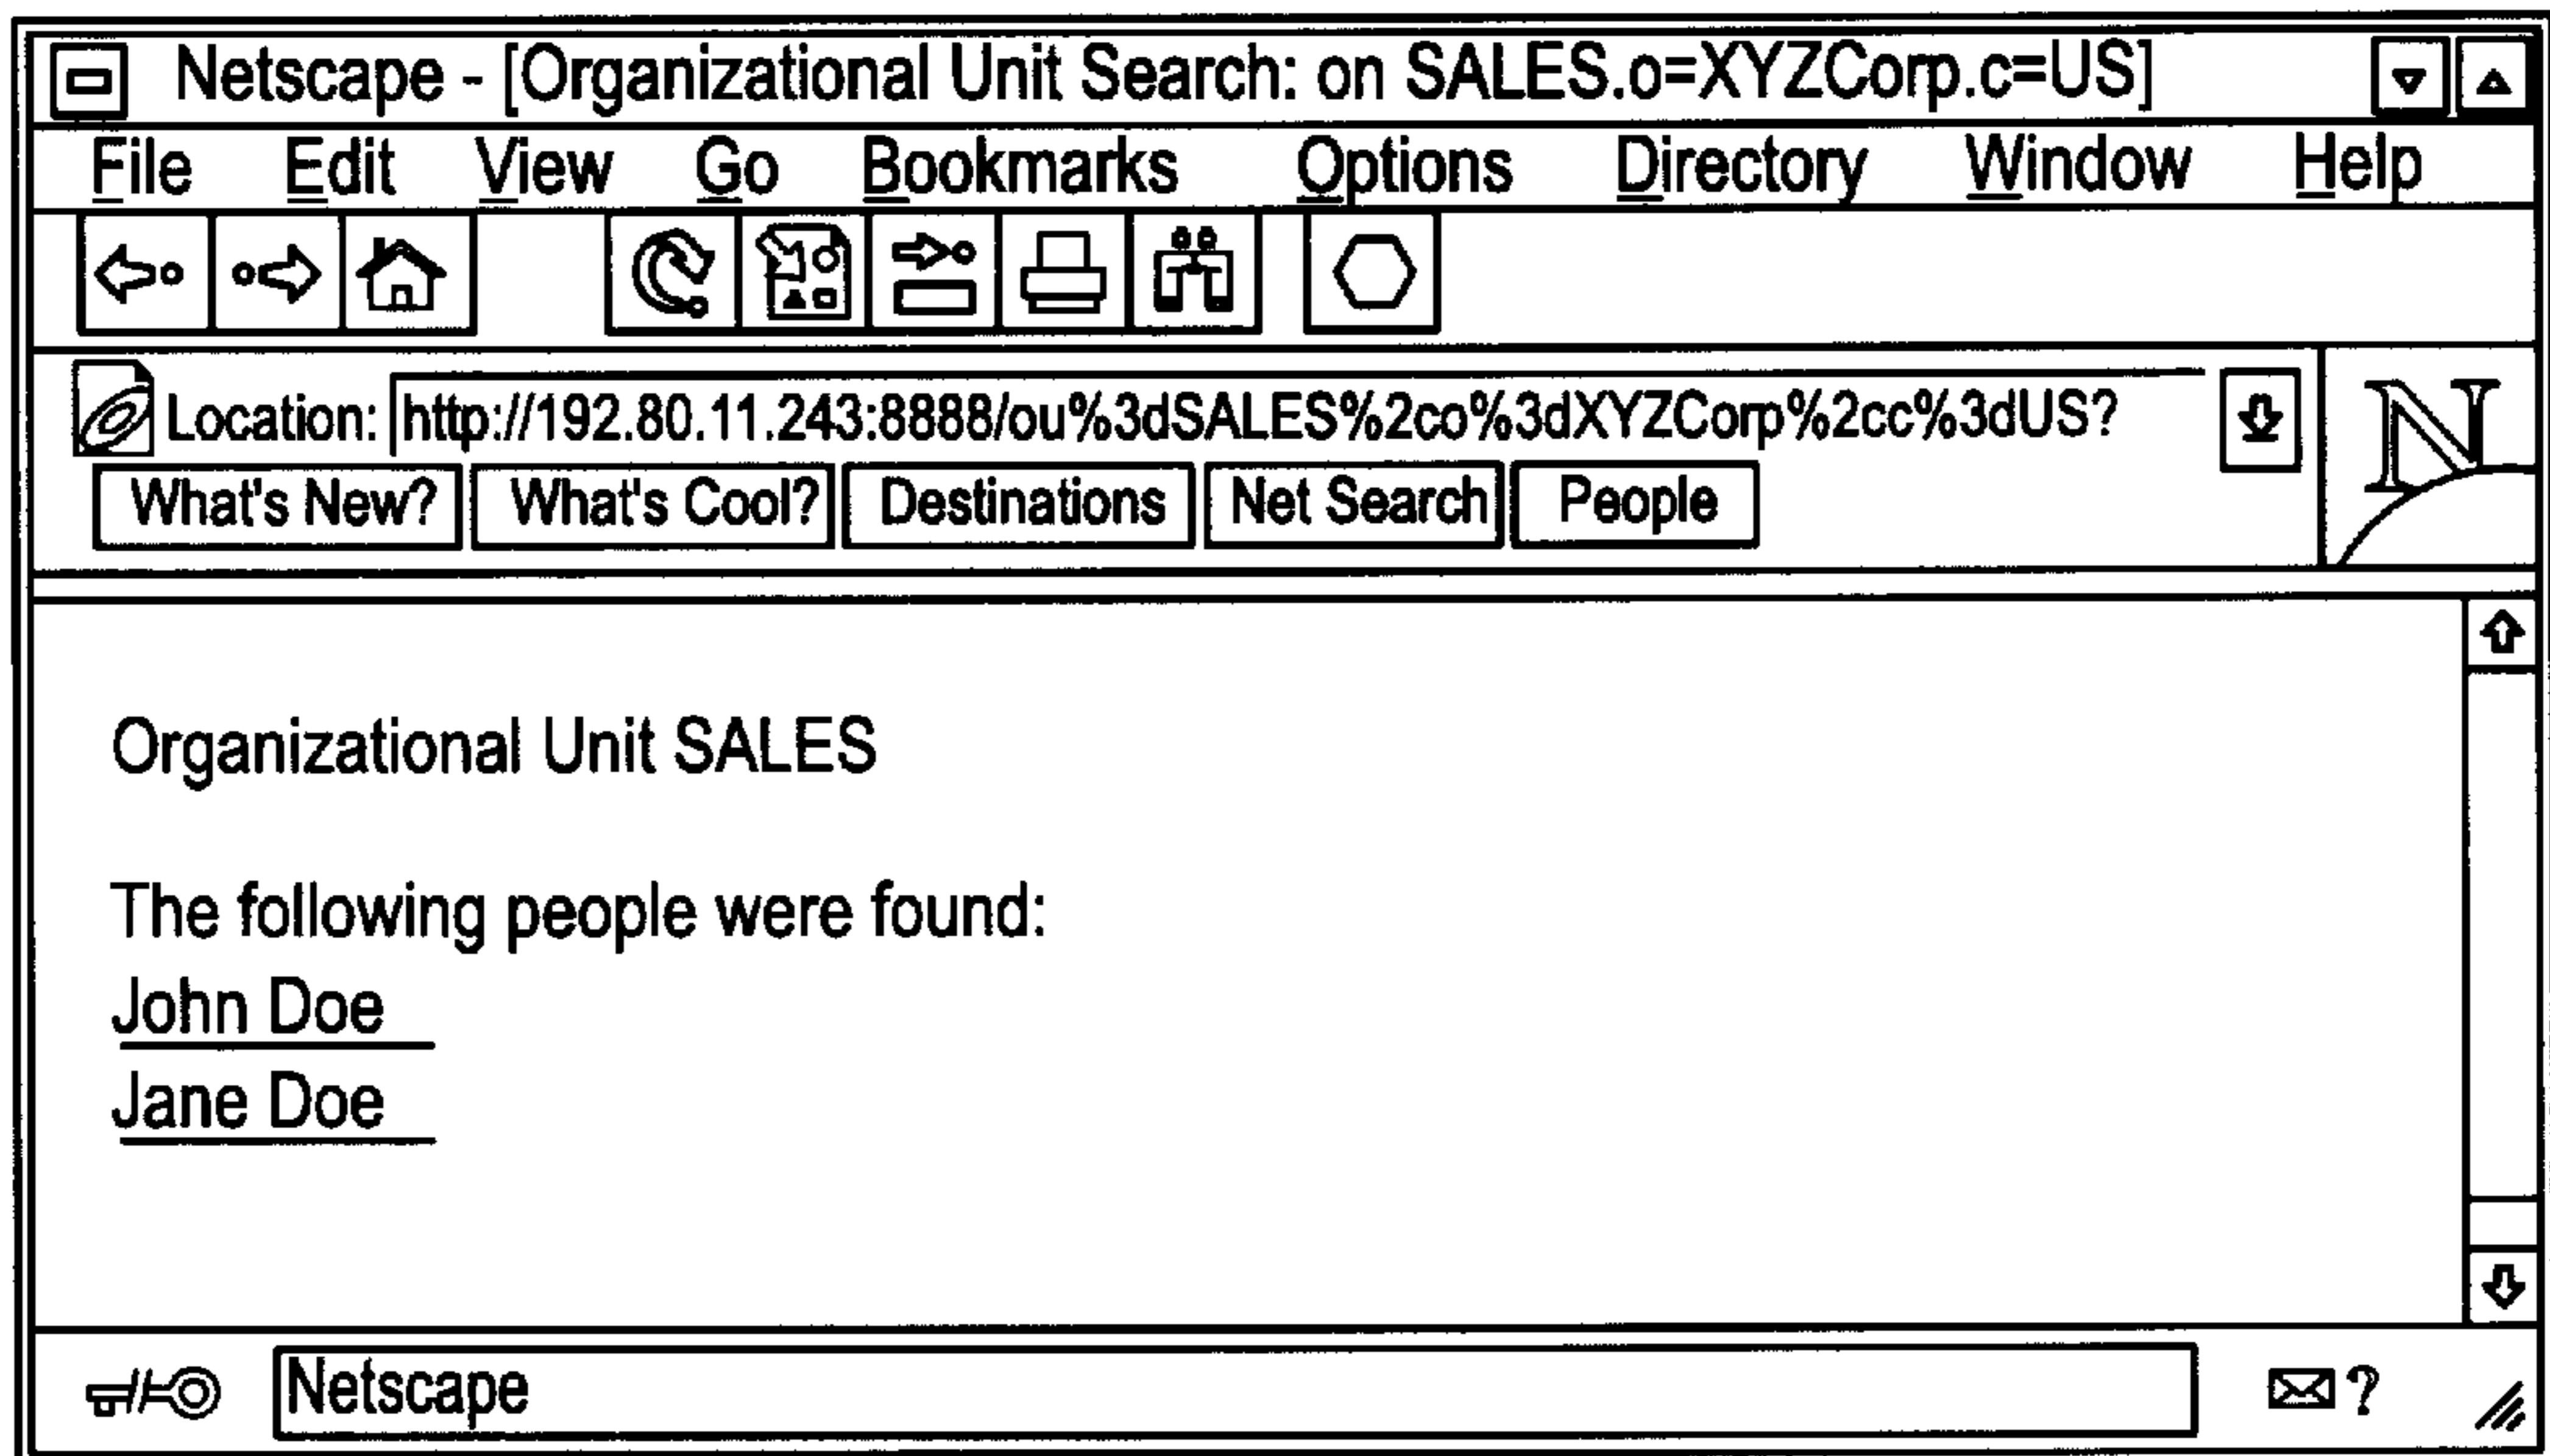 Netscape - [Organizational Unit Search: on SALES.o=XYZCorp.c=US]
File Edit View Go Bookmarks Options Directory Window Help
Location: http://192.80.11.243:8888/ou%3dSALES%2co%3dXYZCorp%2cc%3dUS?
N
What's New? What's Cool? Destinations Net Search People
Organizational Unit SALES
The following people were found:
John Doe
Jane Doe
Netscape ?